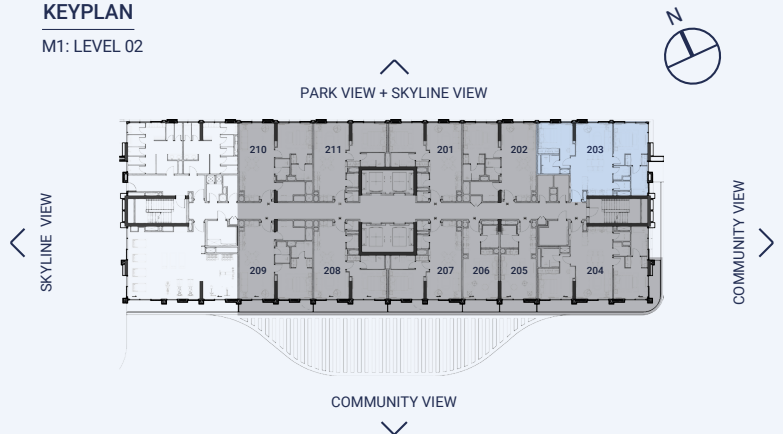 KEYPLAN
M1: LEVEL 02
N
PARK VIEW + SKYLINE VIEW
210
211
201
202
203
SKYLINE VIEW
COMMUNITY VIEW
209
208
207
206
205
204
COMMUNITY VIEW